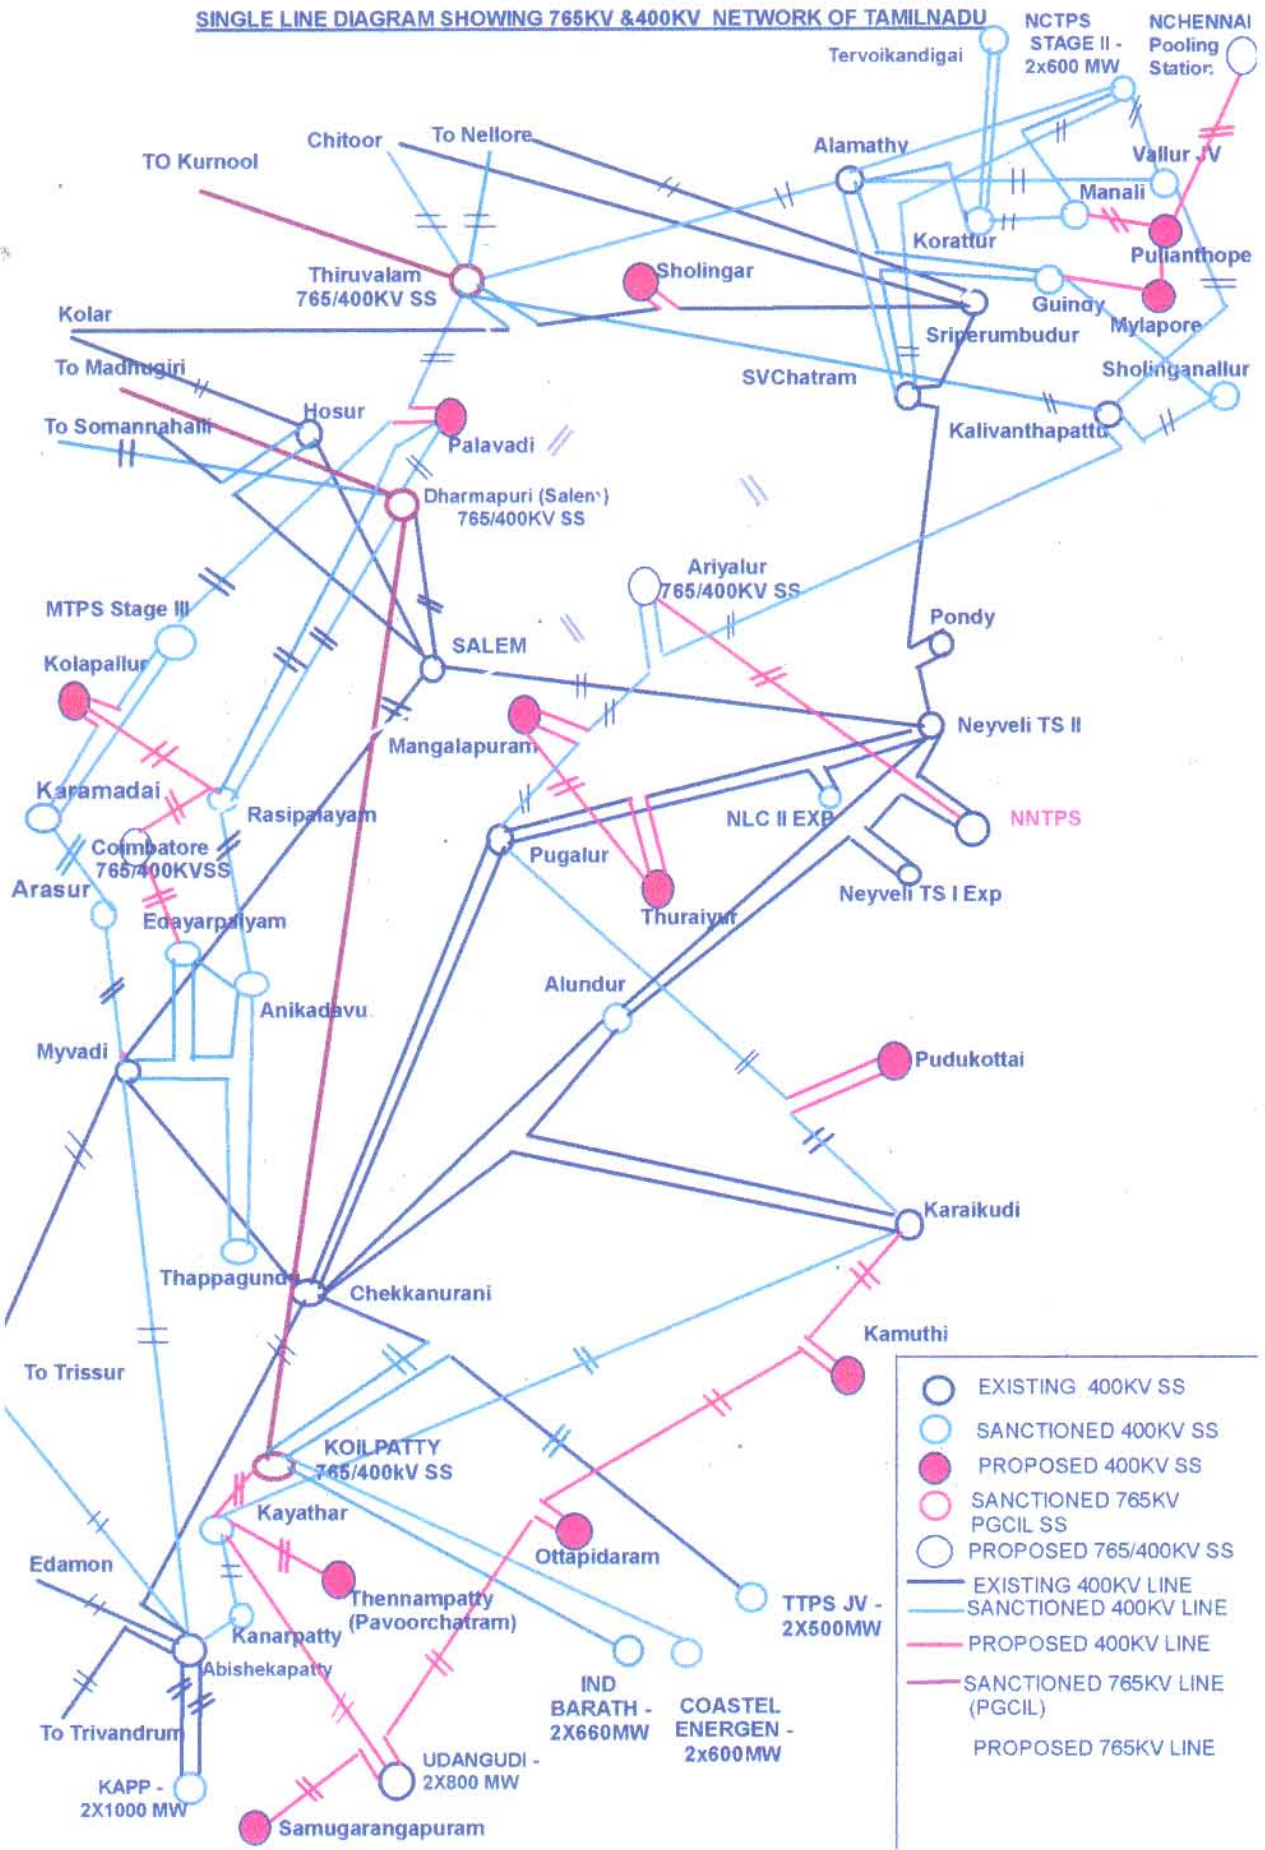 SINGLE LINE DIAGRAM SHOWING 765KV &400KV NETWORK OF TAMILNADU
NCTPS
STAGE II -
2x600 MW
NCHENNAI
Pooling
Station
Tervoikandigai
Chitoor
To Nellore
TO Kurnool
Alamathy
Vallur JV
Manali
Korattur
Pulianthope
Thiruvalam
765/400KV SS
Sholingar
Guindy
Mylapore
Kolar
Sriperumbudur
To Madhugiri
SVChatram
Sholinganallur
Hosur
To Somannahalli
Palavadi
Kalivanthapattu
Dharmapuri (Salem)
765/400KV SS
Ariyalur
765/400KV SS
MTPS Stage III
Pondy
SALEM
Kolapallur
Neyveli TS II
Mangalapuram
Karamadai
Rasipalayam
NLC II EXP
NNTPS
Coimbatore
765/400KVSS
Pugalur
Arasur
Neyveli TS I Exp
Thuraiyur
Edayarpalyam
Alundur
Anikadavu
Myvadi
Pudukottai
Karaikudi
Thappagundu
Chekkanurani
Kamuthi
To Trissur
KOILPATTY
765/400kV SS
Kayathar
Ottapidaram
Edamon
Thennampatty
(Pavoorchatram)
TTPS JV -
2X500MW
Kanarpatty
Abishekapatty
IND
BARATH -
2X660MW
COASTEL
ENERGEN -
2x600MW
To Trivandrum
UDANGUDI -
2X800 MW
KAPP -
2X1000 MW
Samugarangapuram
EXISTING 400KV SS
SANCTIONED 400KV SS
PROPOSED 400KV SS
SANCTIONED 765KV
PGCIL SS
PROPOSED 765/400KV SS
EXISTING 400KV LINE
SANCTIONED 400KV LINE
PROPOSED 400KV LINE
SANCTIONED 765KV LINE
(PGCIL)
PROPOSED 765KV LINE